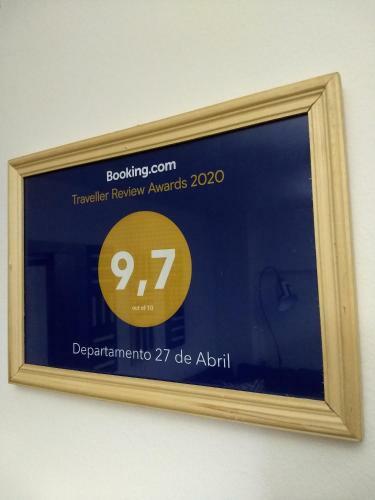 Booking.com
Traveller Review Awards 2020
9,7
out of 10
Departamento 27 de Abril